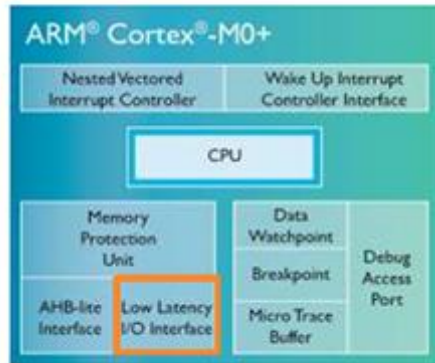 ARM® Cortex®-M0+
Nested Vectored
Interrupt Controller
Wake Up Interrupt
Controller Interface
CPU
Memory
Protection
Unit
Data
Watchpoint
Breakpoint
Debug
Access
Port
AHB-lite
Interface
Low Latency
I/O Interface
Micro Trace
Buffer